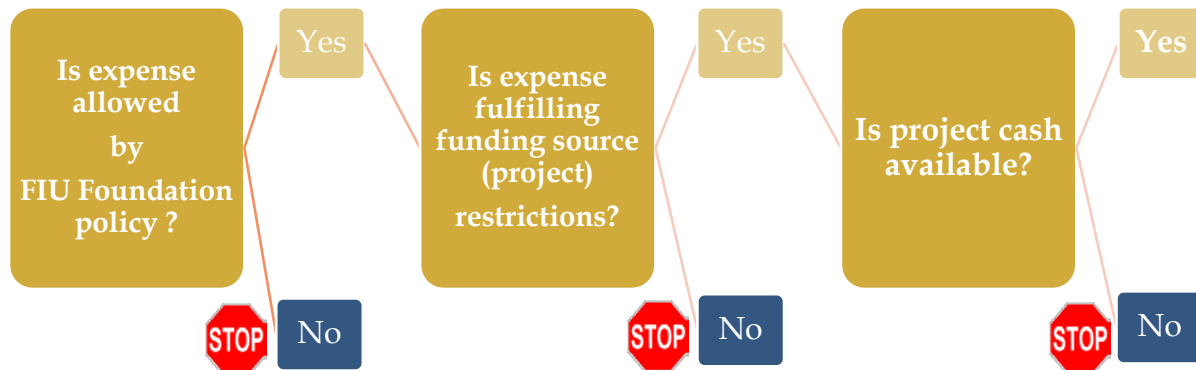 Is expense
allowed
by
FIU Foundation
policy ?
Yes
STOP
No
Is expense
fulfilling
funding source
(project)
restrictions?
Yes
STOP
No
Is project cash
available?
Yes
STOP
No